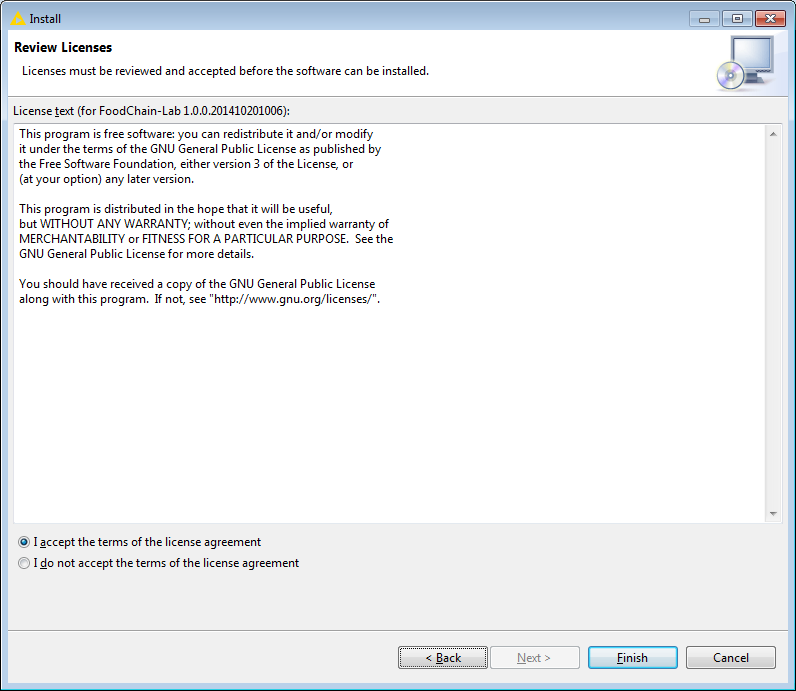 Install
Review Licenses
Licenses must be reviewed and accepted before the software can be installed.
License text (for FoodChain-Lab 1.0.0.201410201006):
This program is free software: you can redistribute it and/or modify
it under the terms of the GNU General Public License as published by
the Free Software Foundation, either version 3 of the License, or
(at your option) any later version.
This program is distributed in the hope that it will be useful,
but WITHOUT ANY WARRANTY; without even the implied warranty of
MERCHANTABILITY or FITNESS FOR A PARTICULAR PURPOSE.  See the
GNU General Public License for more details.
You should have received a copy of the GNU General Public License
along with this program.  If not, see "http://www.gnu.org/licenses/".
I accept the terms of the license agreement
I do not accept the terms of the license agreement
< Back Next > Finish Cancel